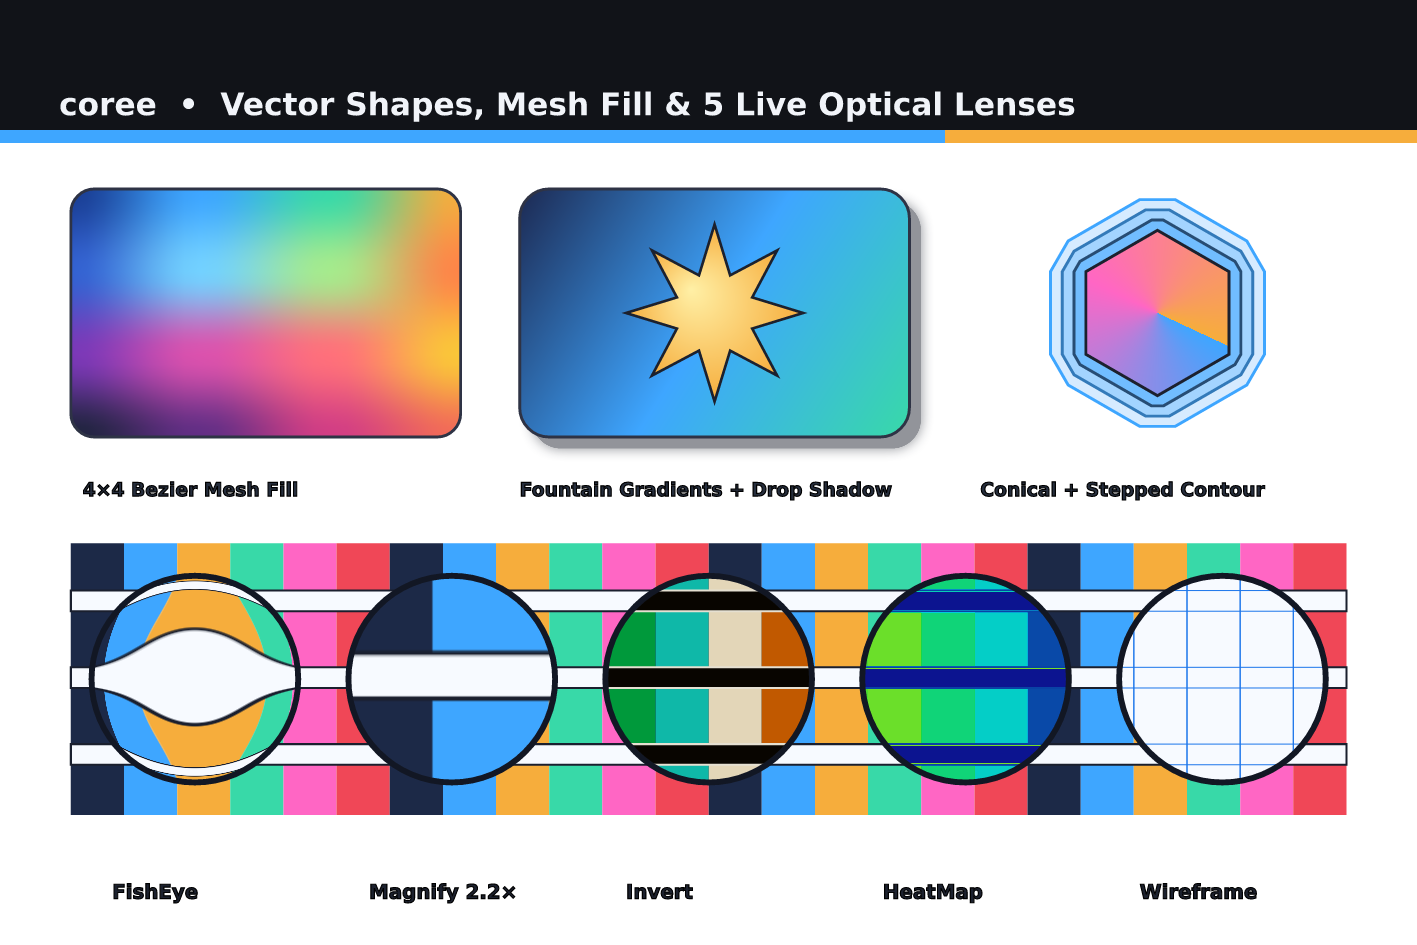 coree • Vector Shapes, Mesh Fill & 5 Live Optical Lenses
4×4 Bezier Mesh Fill
Fountain Gradients + Drop Shadow
Conical + Stepped Contour
FishEye
Magnify 2.2×
Invert
HeatMap
Wireframe